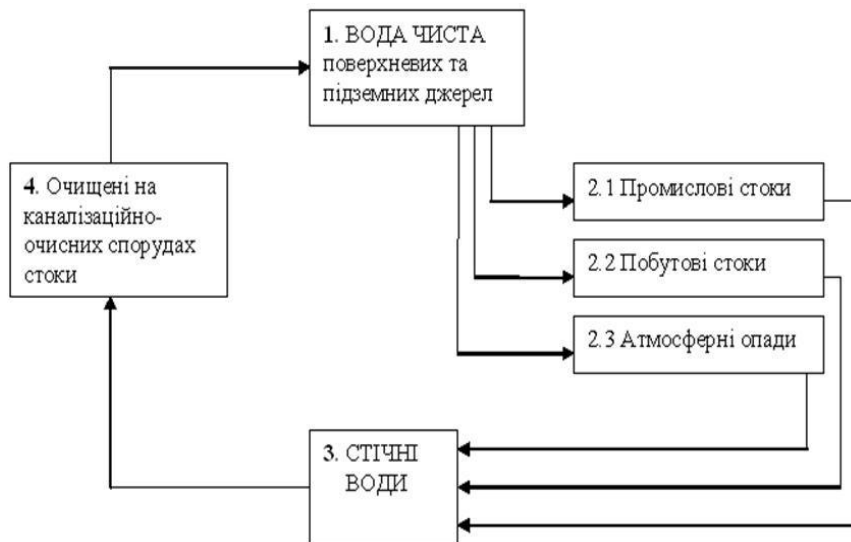 1. ВОДА ЧИСТА
поверхневих та
підземних джерел
4. Очищені на
каналізаційно-
очисних спорудах
стоки
2.1 Промислові стоки
2.2 Побутові стоки
2.3 Атмосферні опади
3. СТІЧНІ
ВОДИ